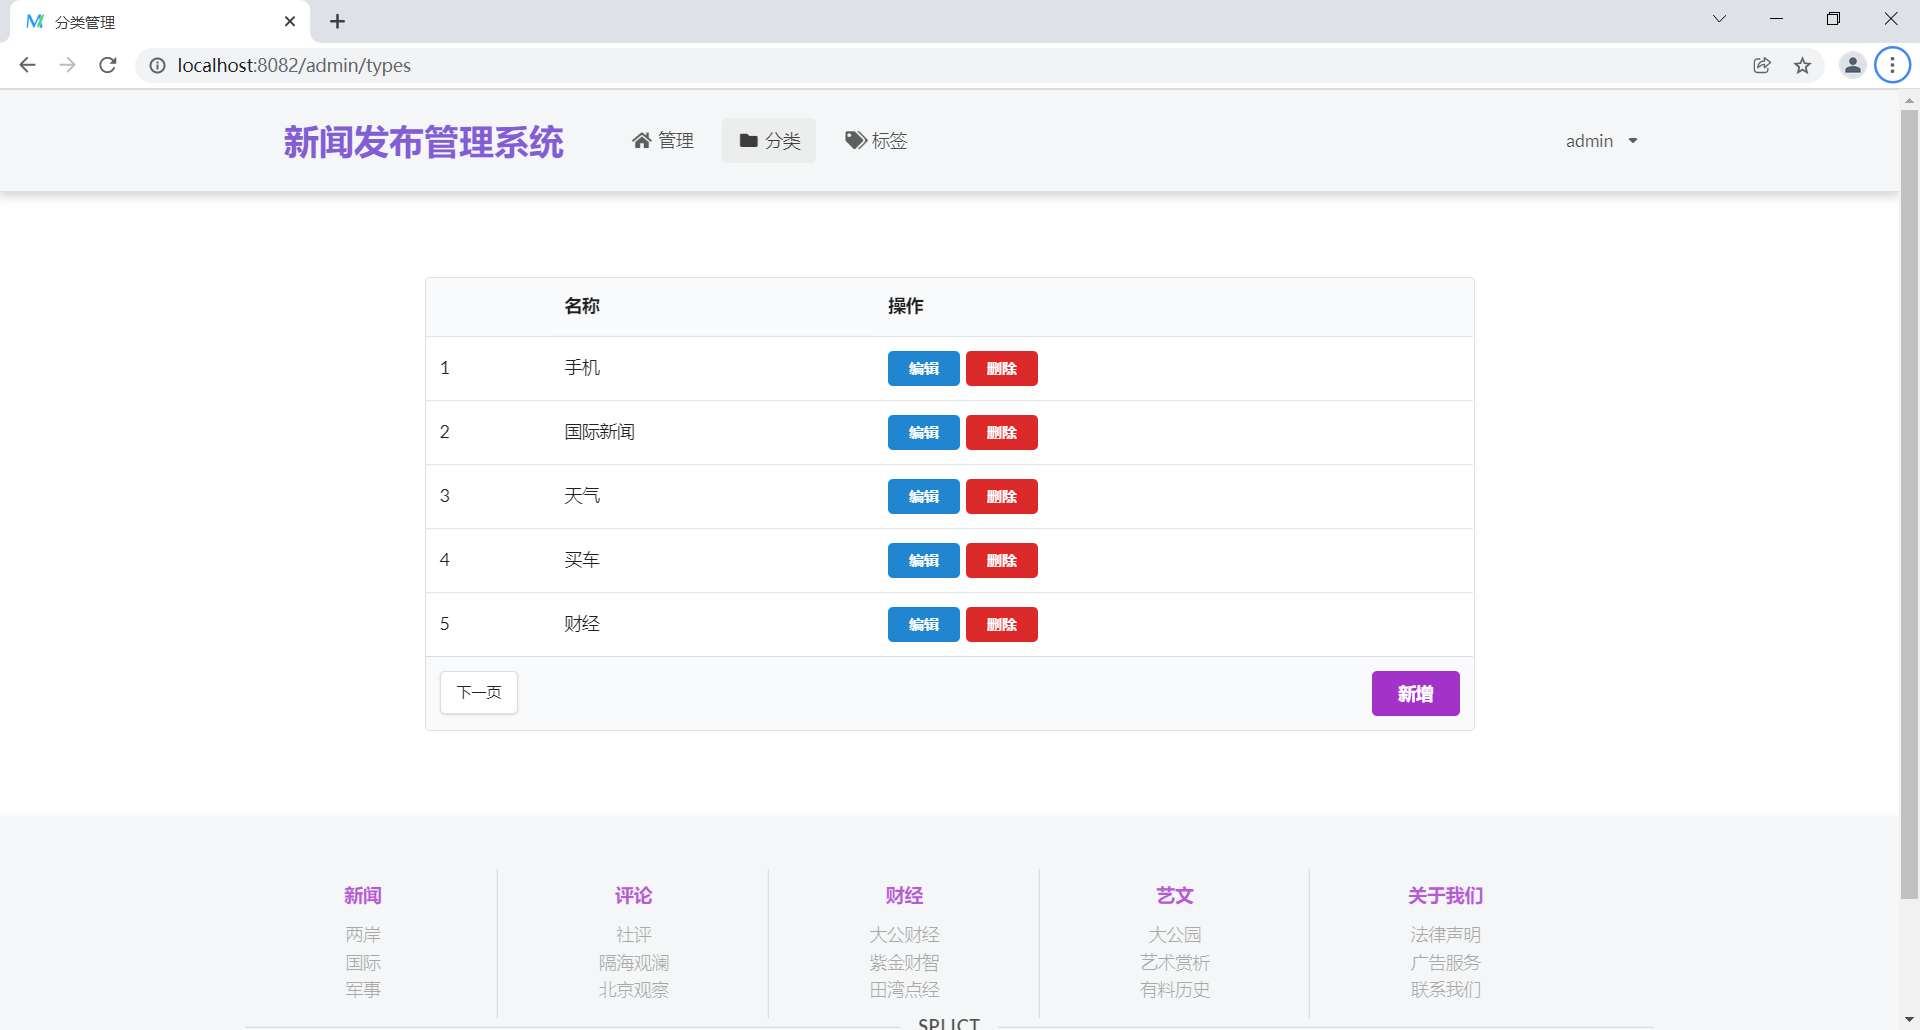 分类管理
localhost:8082/admin/types
新闻发布管理系统 管理 分类 标签 admin
名称 操作
1 手机 编辑 删除
2 国际新闻 编辑 删除
3 天气 编辑 删除
4 买车 编辑 删除
5 财经 编辑 删除
下一页 新增
新闻 评论 财经 艺文 关于我们
两岸 社评 大公财经 大公园 法律声明
国际 隔海观澜 紫金财智 艺术赏析 广告服务
军事 北京观察 田湾点经 有料历史 联系我们